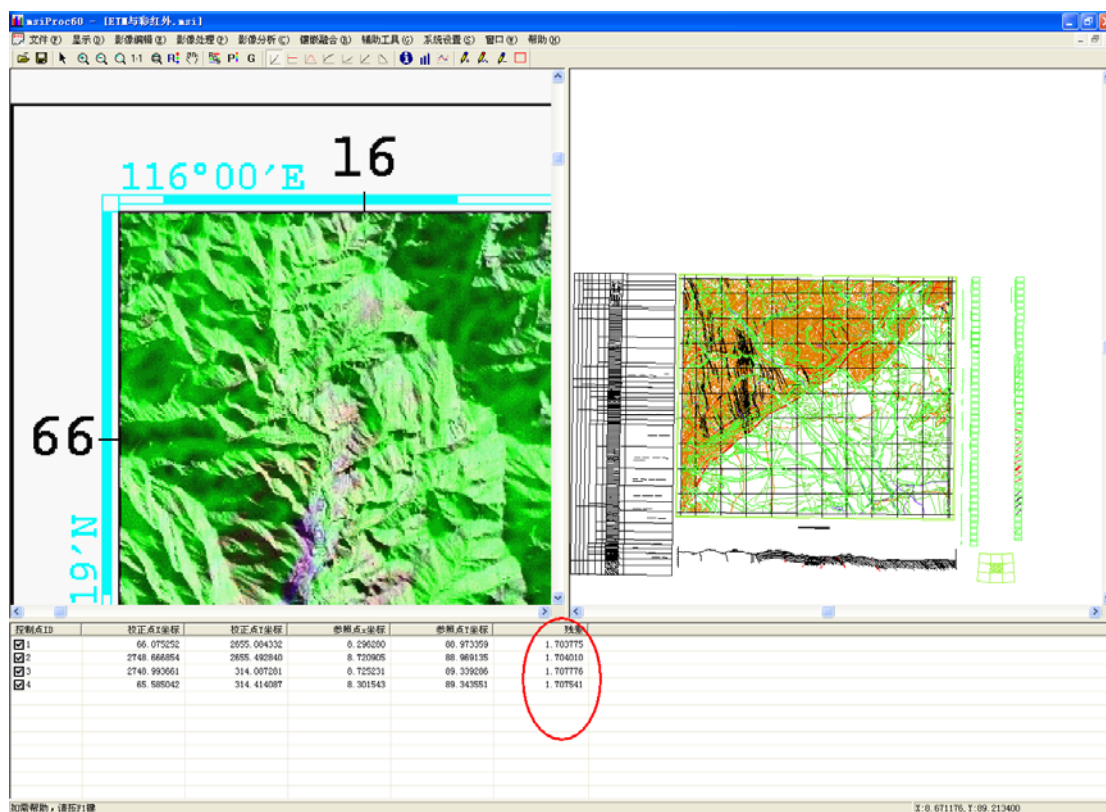 msiProc60 - [ETM与彩红外.msi]
文件(F) 显示(D) 影像编辑(E) 影像处理(P) 影像分析(C) 镶嵌融合(R) 辅助工具(G) 系统设置(S) 窗口(W) 帮助(H)
1:1 G
116°00′E 16
66
19′N
控制点ID 校正点X坐标 校正点Y坐标 参照点x坐标 参照点Y坐标 残差
1 66.075252 2655.084332 8.296280 88.973359 1.703775
2 2748.666854 2655.492840 8.720905 88.969135 1.704010
3 2748.993661 314.087281 8.725231 89.339286 1.707776
4 65.585042 314.414087 8.301543 89.343551 1.707541
如需帮助，请按F1键 X:8.671176,Y:89.213400